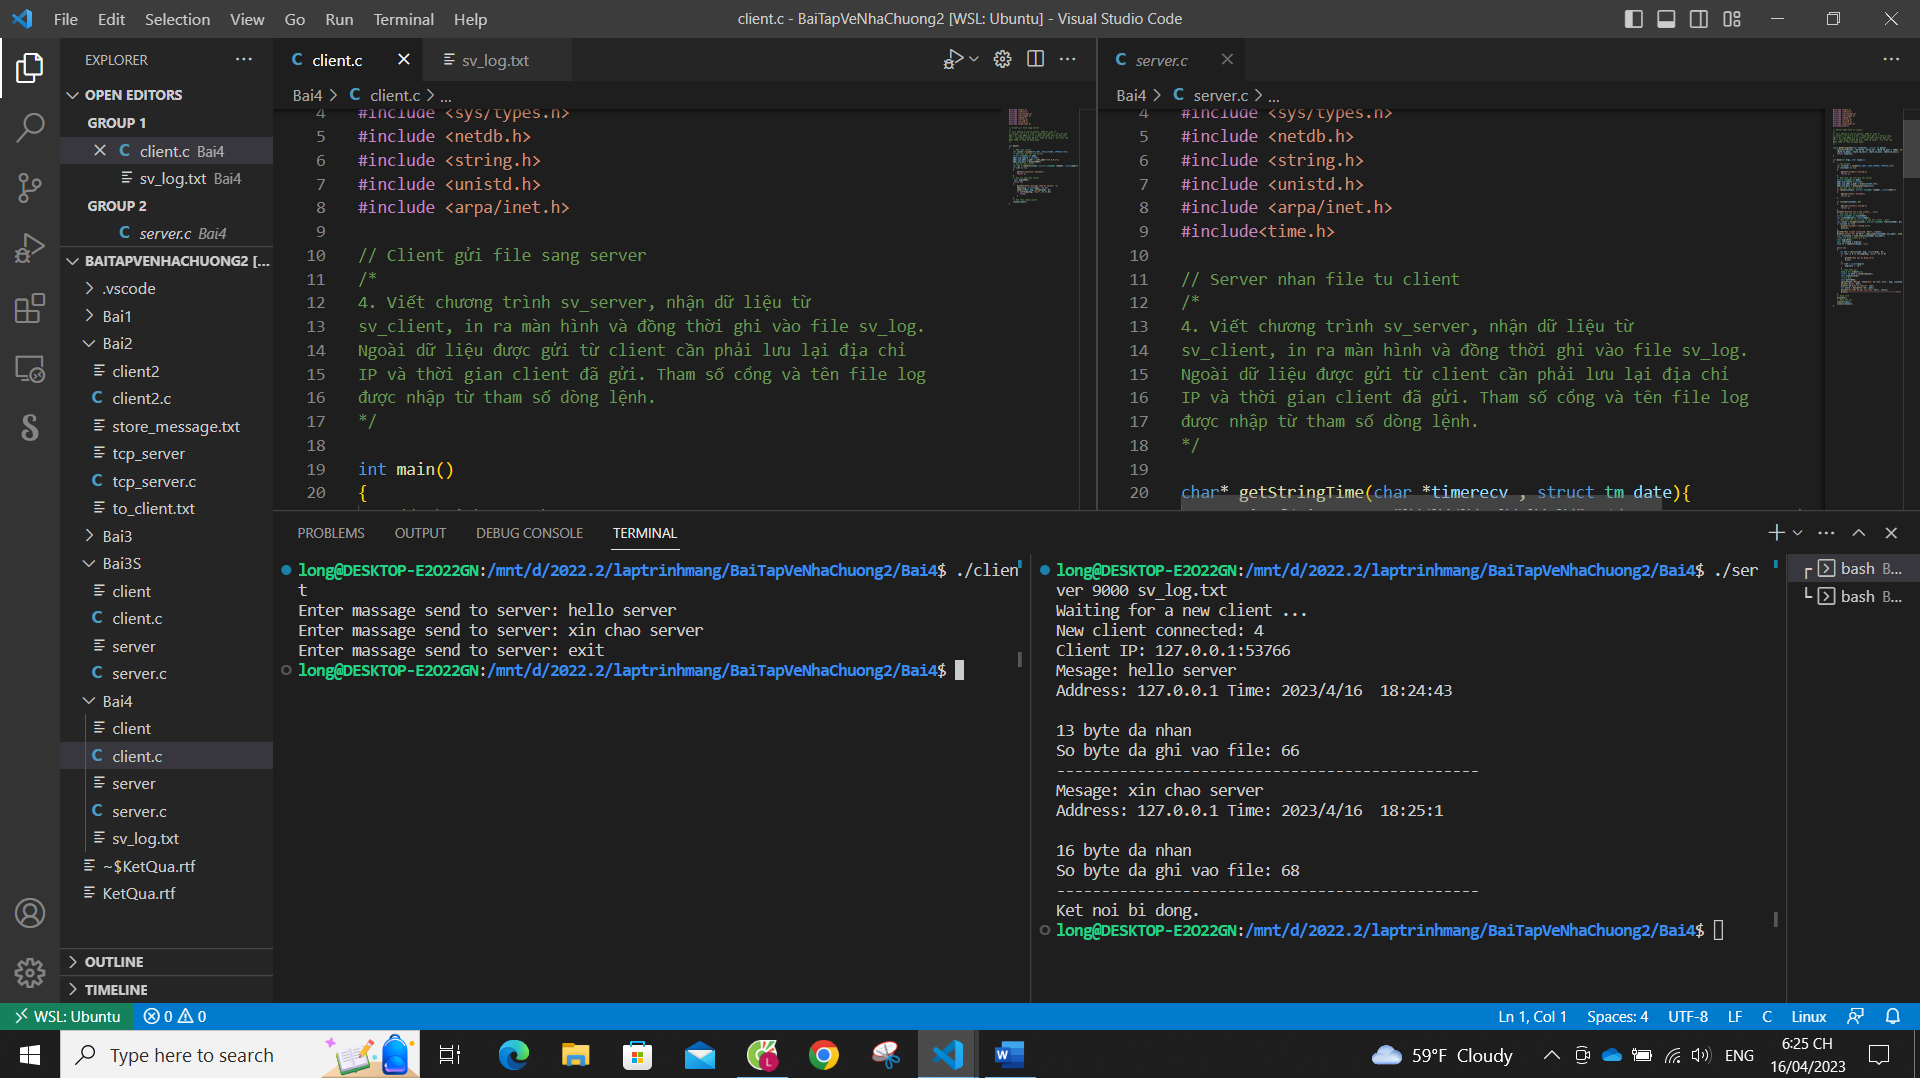 File Edit Selection View Go Run Terminal Help
client.c - BaiTapVeNhaChuong2 [WSL: Ubuntu] - Visual Studio Code
EXPLORER
OPEN EDITORS
GROUP 1
client.c Bai4
sv_log.txt Bai4
GROUP 2
server.c Bai4
BAITAPVENHACHUONG2 [...
.vscode
Bai1
Bai2
client2
client2.c
store_message.txt
tcp_server
tcp_server.c
to_client.txt
Bai3
Bai3S
client
client.c
server
server.c
Bai4
client
client.c
server
server.c
sv_log.txt
~$KetQua.rtf
KetQua.rtf
OUTLINE
TIMELINE
client.c
sv_log.txt
Bai4 > C client.c > ...
4 #include <sys/types.h>
5 #include <netdb.h>
6 #include <string.h>
7 #include <unistd.h>
8 #include <arpa/inet.h>
9
10 // Client gửi file sang server
11 /*
12 4. Viết chương trình sv_server, nhận dữ liệu từ
13 sv_client, in ra màn hình và đồng thời ghi vào file sv_log.
14 Ngoài dữ liệu được gửi từ client cần phải lưu lại địa chỉ
15 IP và thời gian client đã gửi. Tham số cổng và tên file log
16 được nhập từ tham số dòng lệnh.
17 */
18
19 int main()
20 {
server.c
Bai4 > C server.c > ...
4 #include <sys/types.h>
5 #include <netdb.h>
6 #include <string.h>
7 #include <unistd.h>
8 #include <arpa/inet.h>
9 #include<time.h>
10
11 // Server nhan file tu client
12 /*
13 4. Viết chương trình sv_server, nhận dữ liệu từ
14 sv_client, in ra màn hình và đồng thời ghi vào file sv_log.
15 Ngoài dữ liệu được gửi từ client cần phải lưu lại địa chỉ
16 IP và thời gian client đã gửi. Tham số cổng và tên file log
17 được nhập từ tham số dòng lệnh.
18 */
19
20 char* getStringTime(char *timerecv , struct tm date){
PROBLEMS OUTPUT DEBUG CONSOLE TERMINAL
long@DESKTOP-E2O22GN:/mnt/d/2022.2/laptrinhmang/BaiTapVeNhaChuong2/Bai4$ ./clien
t
Enter massage send to server: hello server
Enter massage send to server: xin chao server
Enter massage send to server: exit
long@DESKTOP-E2O22GN:/mnt/d/2022.2/laptrinhmang/BaiTapVeNhaChuong2/Bai4$
long@DESKTOP-E2O22GN:/mnt/d/2022.2/laptrinhmang/BaiTapVeNhaChuong2/Bai4$ ./ser
ver 9000 sv_log.txt
Waiting for a new client ...
New client connected: 4
Client IP: 127.0.0.1:53766
Mesage: hello server
Address: 127.0.0.1 Time: 2023/4/16  18:24:43
13 byte da nhan
So byte da ghi vao file: 66
-----------------------------------------------
Mesage: xin chao server
Address: 127.0.0.1 Time: 2023/4/16  18:25:1
16 byte da nhan
So byte da ghi vao file: 68
-----------------------------------------------
Ket noi bi dong.
long@DESKTOP-E2O22GN:/mnt/d/2022.2/laptrinhmang/BaiTapVeNhaChuong2/Bai4$
bash B...
bash B...
WSL: Ubuntu 0 0
Ln 1, Col 1 Spaces: 4 UTF-8 LF C Linux
Type here to search
59°F Cloudy
ENG
6:25 CH
16/04/2023